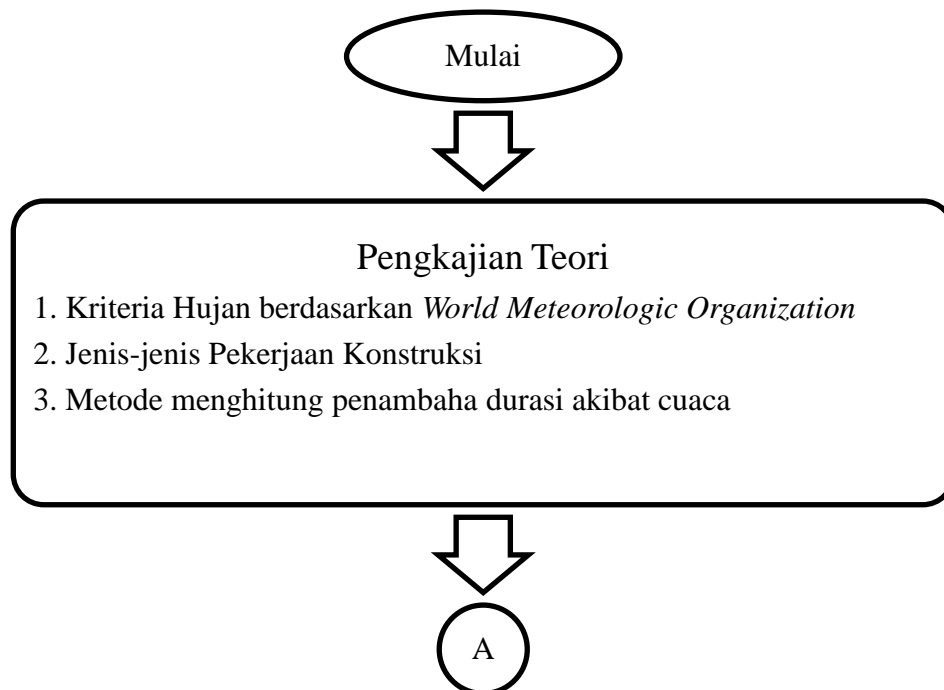 Mulai
Pengkajian Teori
1. Kriteria Hujan berdasarkan World Meteorologic Organization
2. Jenis-jenis Pekerjaan Konstruksi
3. Metode menghitung penambaha durasi akibat cuaca
A